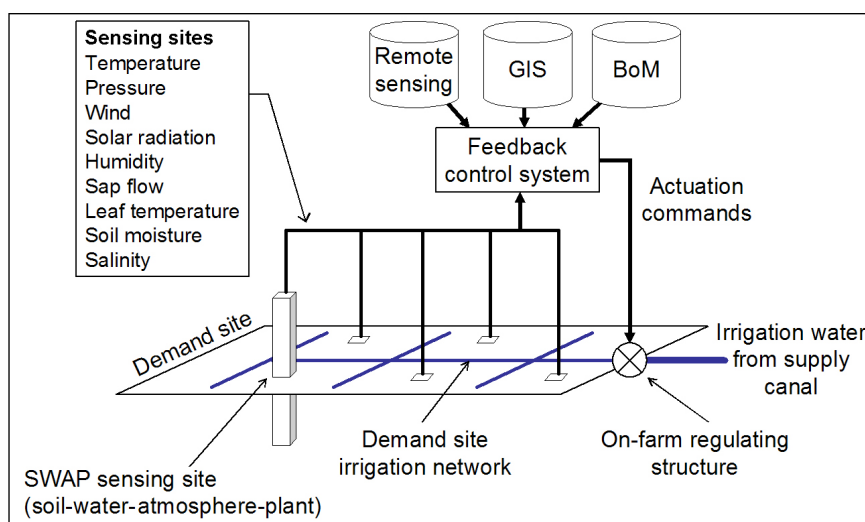 Sensing sites
Temperature
Pressure
Wind
Solar radiation
Humidity
Sap flow
Leaf temperature
Soil moisture
Salinity
Remote
sensing
GIS
BoM
Feedback
control system
Actuation
commands
Demand site
Irrigation water
from supply
canal
Demand site
irrigation network
On-farm regulating
structure
SWAP sensing site
(soil-water-atmosphere-plant)